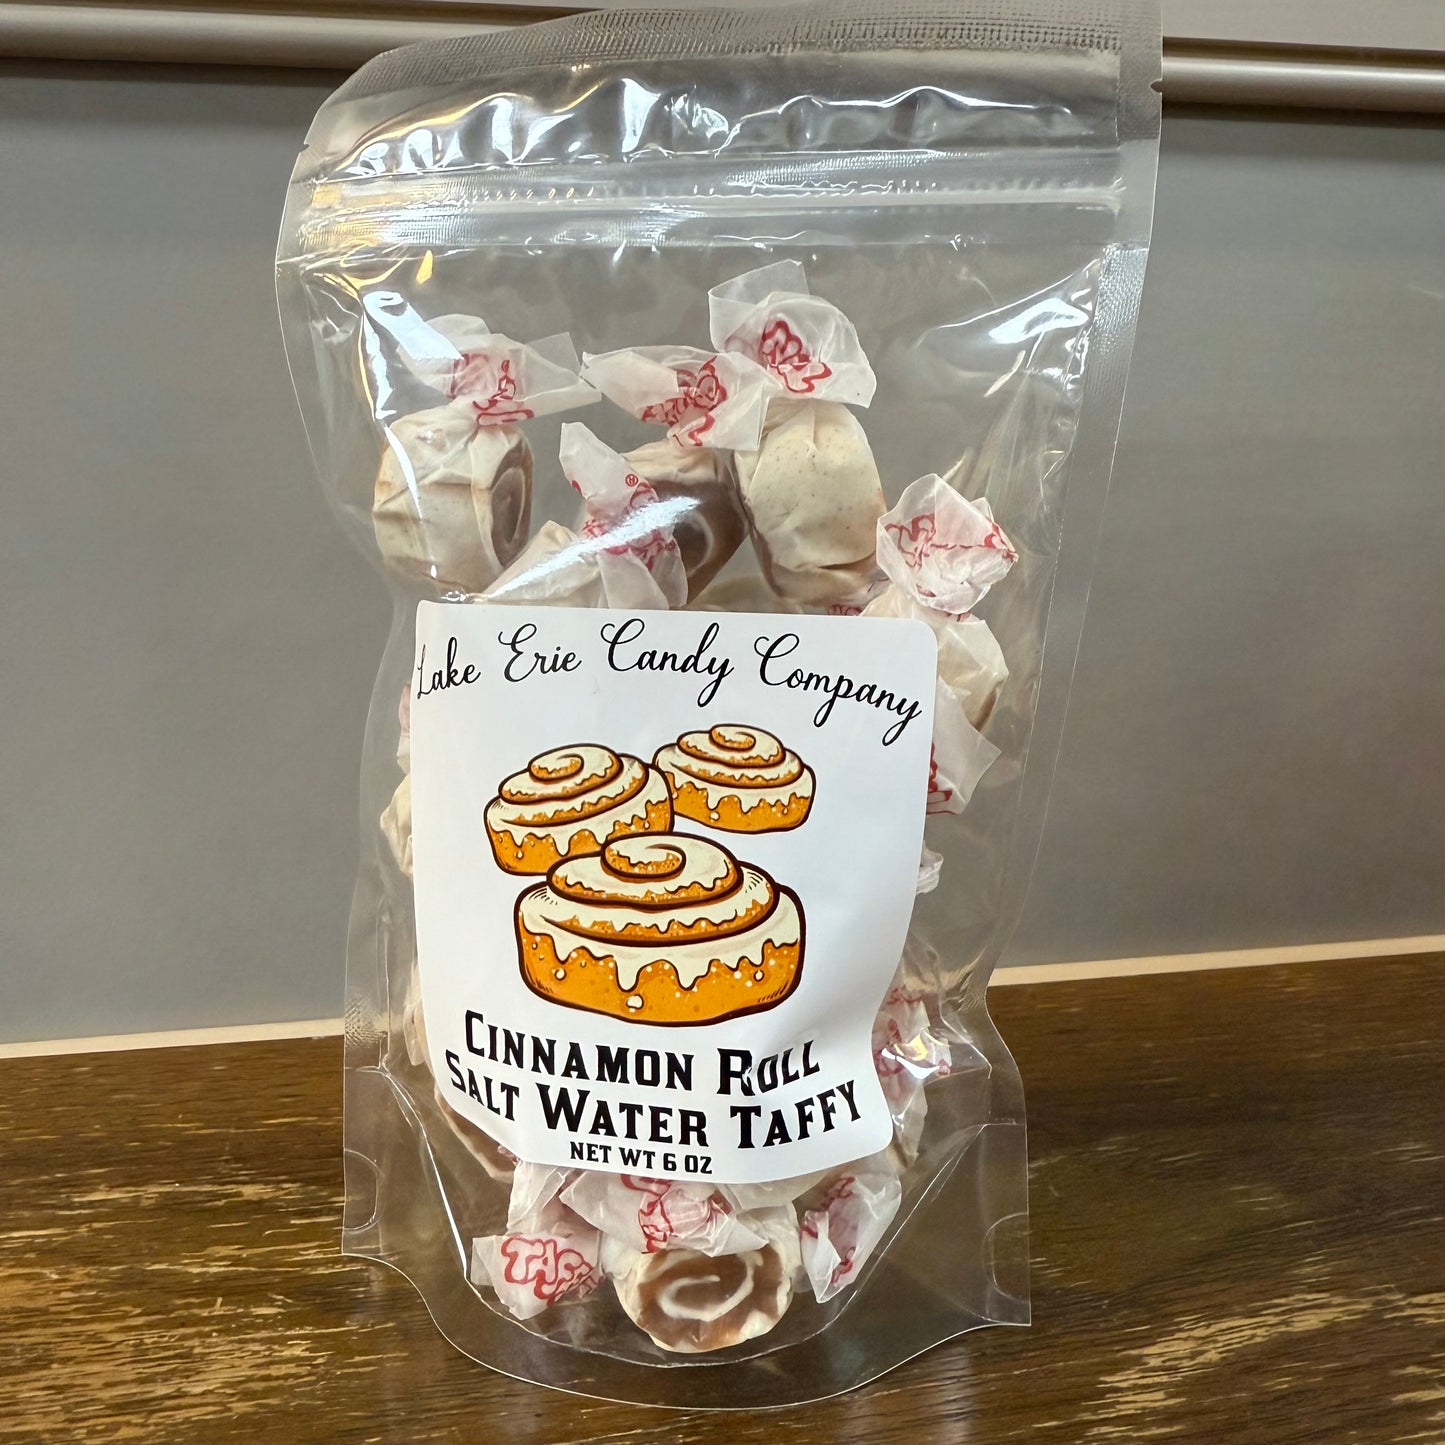 Lake Erie Candy Company
CINNAMON ROLL
SALT WATER TAFFY
NET WT 6 OZ